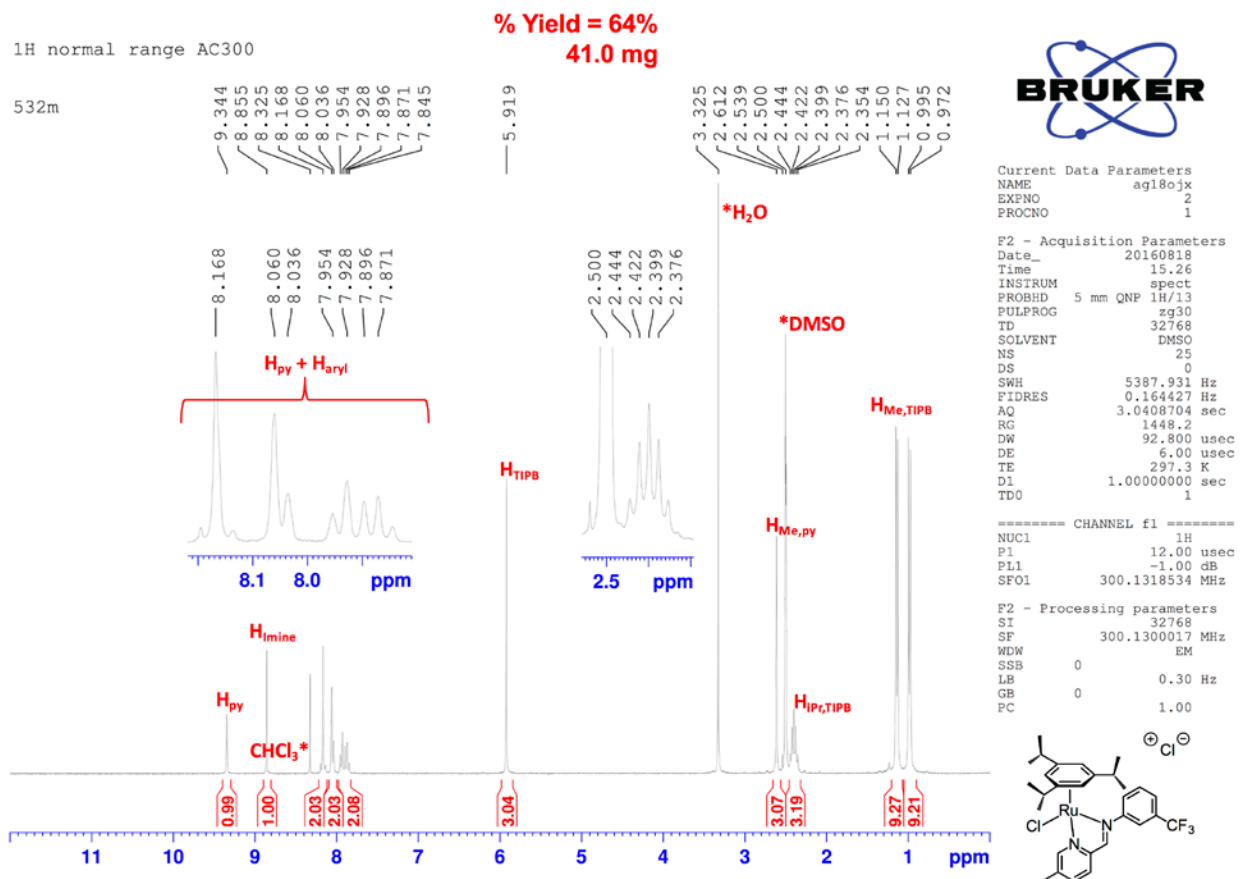 % Yield = 64%
41.0 mg
1H normal range AC300
532m
9.344
8.855
8.325
8.168
8.060
8.036
7.954
7.928
7.896
7.871
7.845
5.919
3.325
2.612
2.539
2.500
2.444
2.422
2.399
2.376
2.354
1.150
1.127
0.995
0.972
BRUKER
Current Data Parameters
NAME ag18ojx
EXPNO 2
PROCNO 1
F2 - Acquisition Parameters
Date_ 20160818
Time 15.26
INSTRUM spect
PROBHD 5 mm QNP 1H/13
PULPROG zg30
TD 32768
SOLVENT DMSO
NS 25
DS 0
SWH 5387.931 Hz
FIDRES 0.164427 Hz
AQ 3.0408704 sec
RG 1448.2
DW 92.800 usec
DE 6.00 usec
TE 297.3 K
D1 1.00000000 sec
TD0 1
======== CHANNEL f1 ========
NUC1 1H
P1 12.00 usec
PL1 -1.00 dB
SFO1 300.1318534 MHz
F2 - Processing parameters
SI 32768
SF 300.1300017 MHz
WDW EM
SSB 0
LB 0.30 Hz
GB 0
PC 1.00
8.168
8.060
8.036
7.954
7.928
7.896
7.871
2.500
2.444
2.422
2.399
2.376
*H₂O
*DMSO
Hpy + Haryl
HMe,TIPB
HTIPB
HMe,py
8.1 8.0 ppm
2.5 ppm
HImine
Hpy
CHCl₃*
HiPr,TIPB
0.99
1.00
2.03
2.03
2.08
3.04
3.07
3.19
9.27
9.21
11 10 9 8 7 6 5 4 3 2 1 ppm
⊕ Cl⊖
Ru
Cl
N
N
CF₃